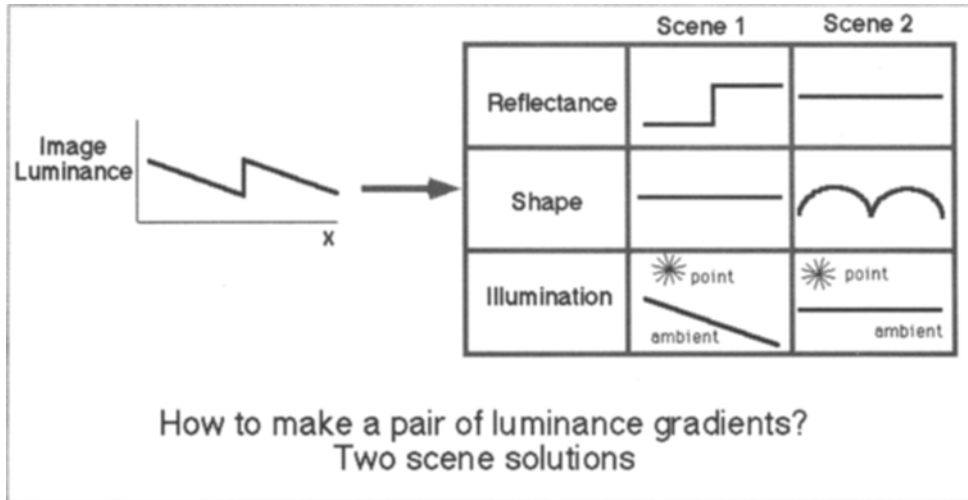 Scene 1
Scene 2
Image
Luminance
x
Reflectance
Shape
Illumination
point
ambient
point
ambient
How to make a pair of luminance gradients?
Two scene solutions